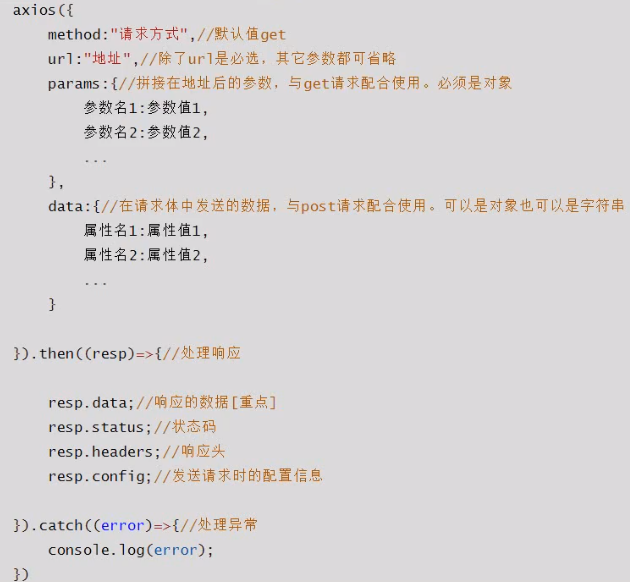 axios({
method:"请求方式",//默认值get
url:"地址",//除了url是必选，其它参数都可省略
params:{//拼接在地址后的参数，与get请求配合使用。必须是对象
参数名1:参数值1,
参数名2:参数值2,
...
},
data:{//在请求体中发送的数据，与post请求配合使用。可以是对象也可以是字符串
属性名1:属性值1,
属性名2:属性值2,
...
}
}).then((resp)=>{//处理响应
resp.data;//响应的数据[重点]
resp.status;//状态码
resp.headers;//响应头
resp.config;//发送请求时的配置信息
}).catch((error)=>{//处理异常
console.log(error);
})